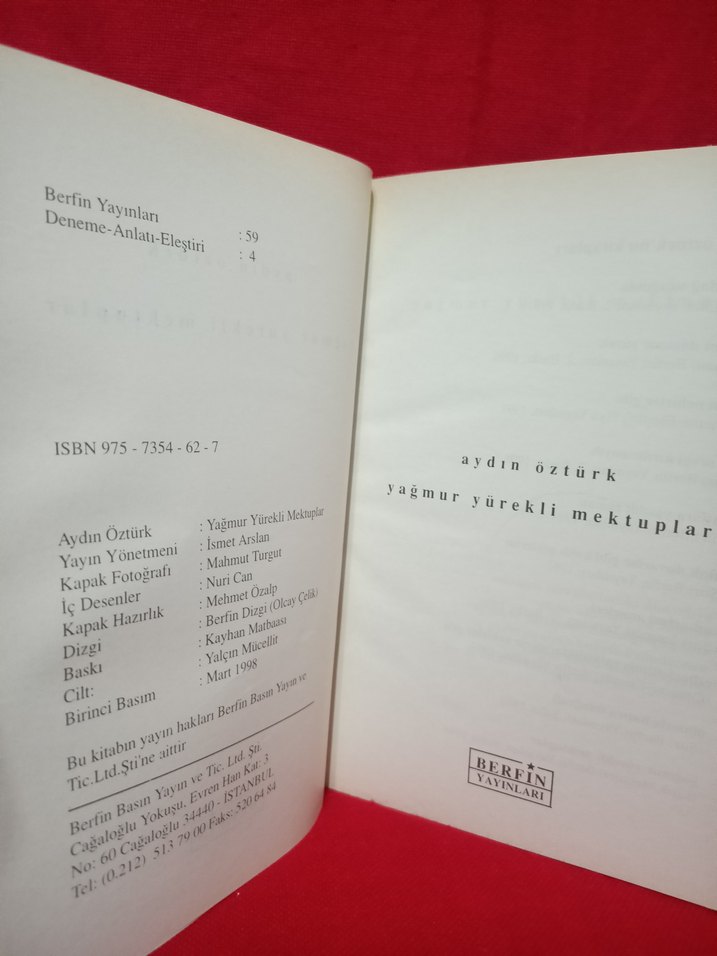 Berfin Yayınları : 59
Deneme-Anlatı-Eleştiri : 4
ISBN 975 - 7354 - 62 - 7
Aydın Öztürk : Yağmur Yürekli Mektuplar
Yayın Yönetmeni : İsmet Arslan
Kapak Fotoğrafı : Mahmut Turgut
İç Desenler : Nuri Can
Kapak Hazırlık : Mehmet Özalp
Dizgi : Berfin Dizgi (Olcay Çelik)
Baskı : Kayhan Matbaası
Cilt: : Yalçın Mücellit
Birinci Basım : Mart 1998
Bu kitabın yayın hakları Berfin Basın Yayın ve
Tic.Ltd.Şti'ne aittir
Berfin Basın Yayın ve Tic. Ltd. Şti.
Cağaloğlu Yokuşu, Evren Han Kat: 3
No: 60 Cağaloğlu 34440 - İSTANBUL
Tel: (0.212) 513 79 00 Faks: 520 64 84
aydın öztürk
yağmur yürekli mektuplar
BERFİN
YAYINLARI